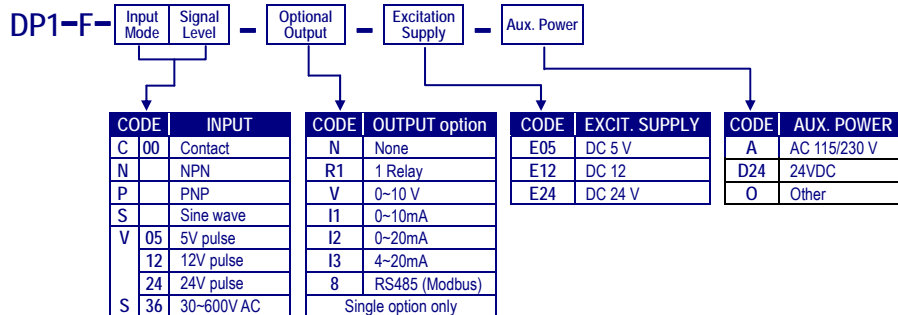 DP1-F- Input Mode Signal Level - Optional Output - Excitation Supply - Aux. Power
CODE INPUT
C 00 Contact
N NPN
P PNP
S Sine wave
V 05 5V pulse
12 12V pulse
24 24V pulse
S 36 30~600V AC
CODE OUTPUT option
N None
R1 1 Relay
V 0~10 V
I1 0~10mA
I2 0~20mA
I3 4~20mA
8 RS485 (Modbus)
Single option only
CODE EXCIT. SUPPLY
E05 DC 5 V
E12 DC 12
E24 DC 24 V
CODE AUX. POWER
A AC 115/230 V
D24 24VDC
O Other